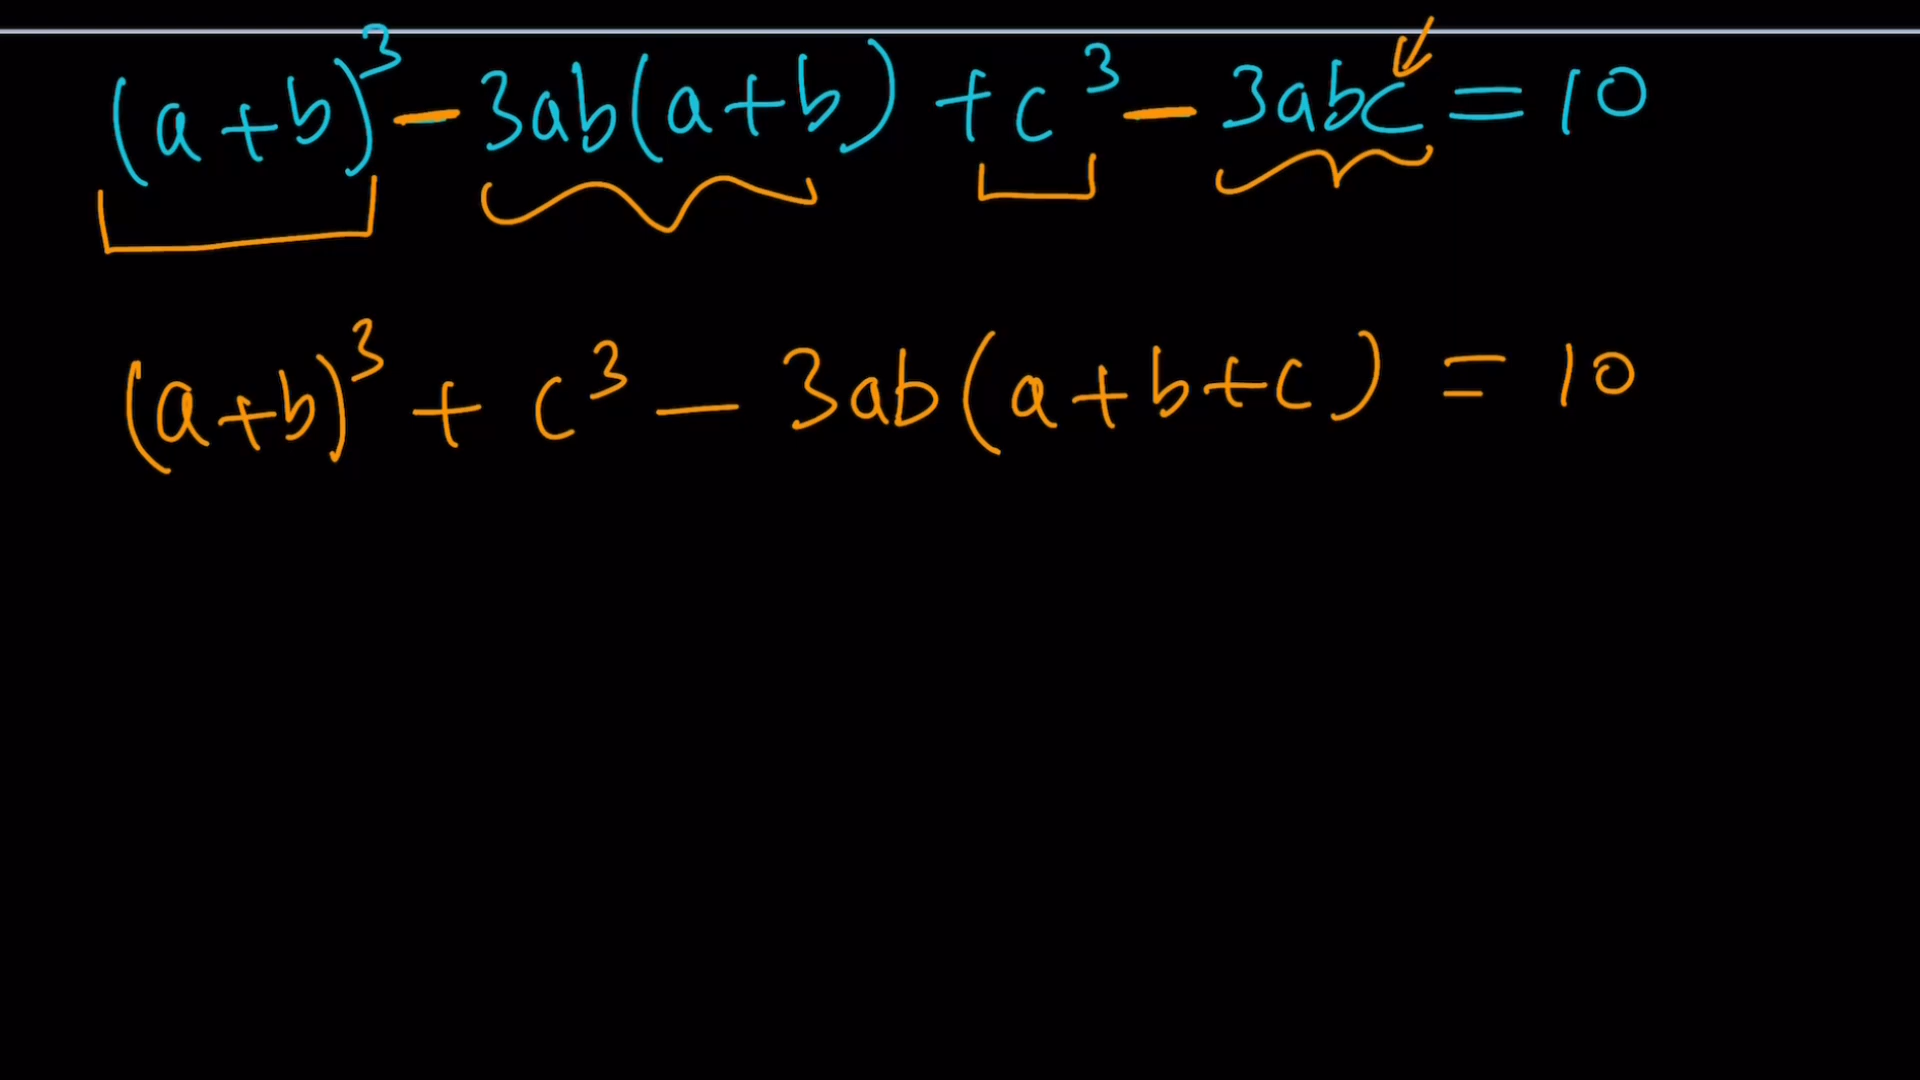 (a+b)³ - 3ab(a+b) + c³ - 3abc = 10
(a+b)³ + c³ - 3ab(a+b+c) = 10